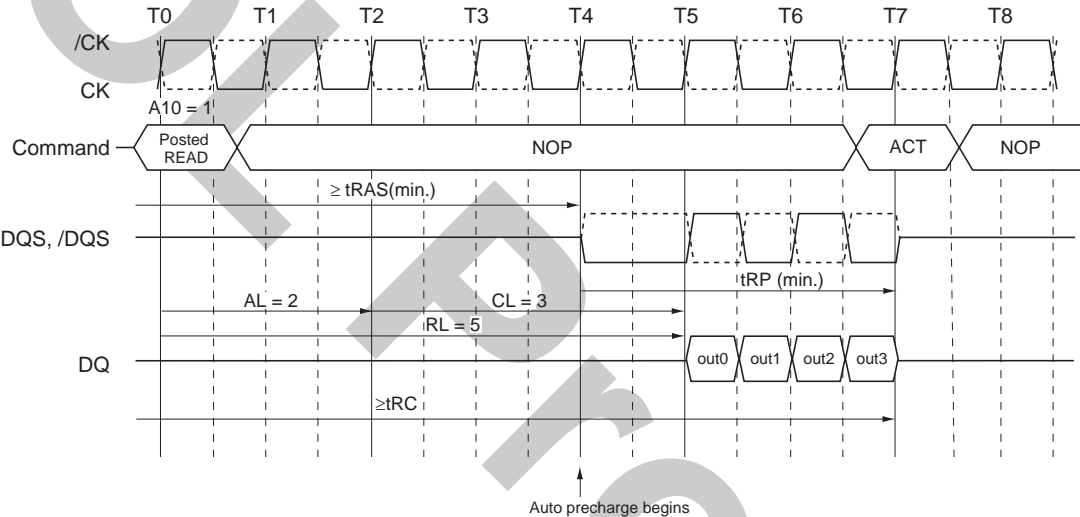 T0 T1 T2 T3 T4 T5 T6 T7 T8
/CK
CK
A10 = 1
Command
Posted
READ
NOP
ACT
NOP
≥ tRAS(min.)
DQS, /DQS
tRP (min.)
AL = 2
CL = 3
RL = 5
DQ
out0 out1 out2 out3
≥tRC
Auto precharge begins